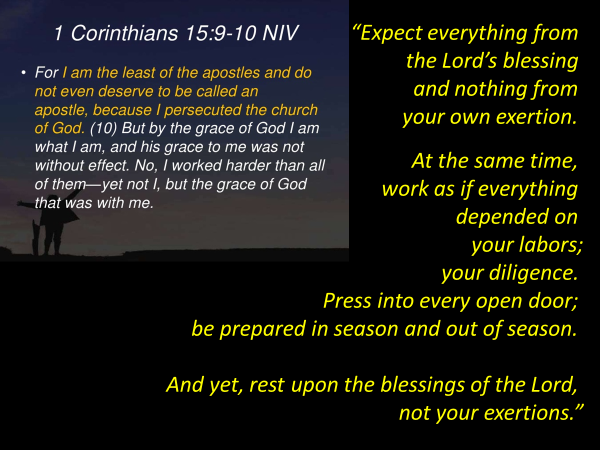 1 Corinthians 15:9-10 NIV
• For I am the least of the apostles and do
not even deserve to be called an
apostle, because I persecuted the church
of God. (10) But by the grace of God I am
what I am, and his grace to me was not
without effect. No, I worked harder than all
of them—yet not I, but the grace of God
that was with me.
“Expect everything from
the Lord’s blessing
and nothing from
your own exertion.
At the same time,
work as if everything
depended on
your labors;
your diligence.
Press into every open door;
be prepared in season and out of season.
And yet, rest upon the blessings of the Lord,
not your exertions.”